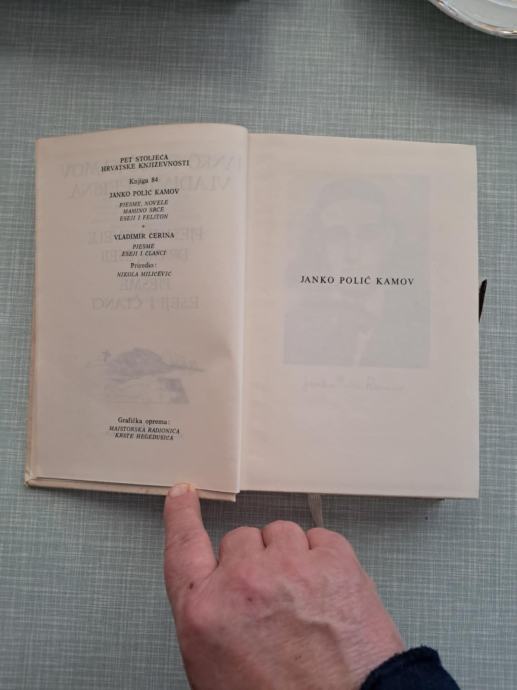 PET STOLJEĆA
HRVATSKE KNJIŽEVNOSTI
Knjiga 84
JANKO POLIĆ KAMOV
PJESME, NOVELE
MAMINO SRCE
ESEJI I FELJTON
*
VLADIMIR ČERINA
PJESME
ESEJI I ČLANCI
Priredio:
NIKOLA MILIĆEVIĆ
Grafička oprema:
MAJSTORSKA RADIONICA
KRSTE HEGEDUŠIĆA
JANKO POLIĆ KAMOV